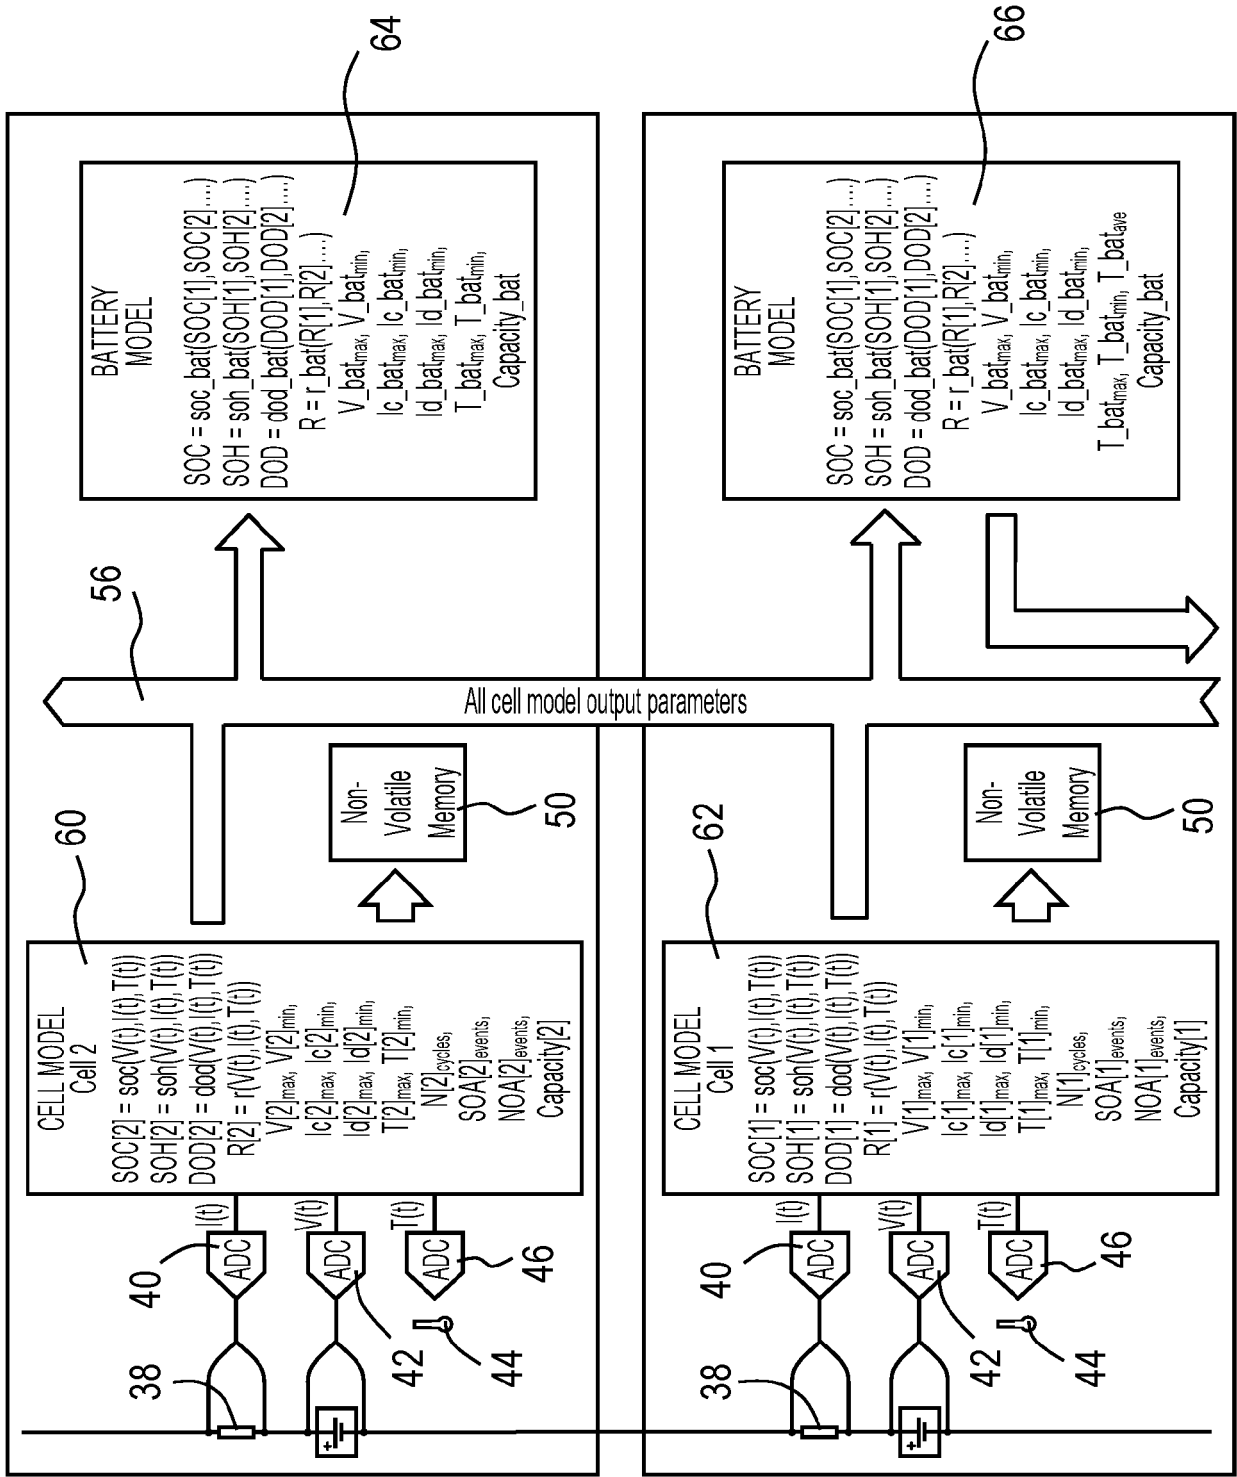 60
CELL MODEL
Cell 2
SOC[2] = soc(V(t),I(t),T(t))
SOH[2] = soh(V(t),I(t),T(t))
DOD[2] = dod(V(t),I(t),T(t))
R[2] = r(V(t),I(t),T(t))
V[2]max, V[2]min,
Ic[2]max, Ic[2]min,
Id[2]max, Id[2]min,
T[2]max, T[2]min,
N[2]cycles,
SOA[2]events,
NOA[2]events,
Capacity[2]
I(t)
V(t)
T(t)
ADC
ADC
ADC
40
42
46
38
44
Non-
Volatile
Memory
50
56
All cell model output parameters
BATTERY
MODEL
SOC = soc_bat(SOC[1],SOC[2]....)
SOH = soh_bat(SOH[1],SOH[2]....)
DOD = dod_bat(DOD[1],DOD[2]....)
R = r_bat(R[1],R[2]....)
V_batmax, V_batmin,
Ic_batmax, Ic_batmin,
Id_batmax, Id_batmin,
T_batmax, T_batmin,
Capacity_bat
64
62
CELL MODEL
Cell 1
SOC[1] = soc(V(t),I(t),T(t))
SOH[1] = soh(V(t),I(t),T(t))
DOD[1] = dod(V(t),I(t),T(t))
R[1] = r(V(t),I(t),T(t))
V[1]max, V[1]min,
Ic[1]max, Ic[1]min,
Id[1]max, Id[1]min,
T[1]max, T[1]min,
N[1]cycles,
SOA[1]events,
NOA[1]events,
Capacity[1]
I(t)
V(t)
T(t)
ADC
ADC
ADC
40
42
46
38
44
Non-
Volatile
Memory
50
BATTERY
MODEL
SOC = soc_bat(SOC[1],SOC[2]....)
SOH = soh_bat(SOH[1],SOH[2]....)
DOD = dod_bat(DOD[1],DOD[2]....)
R = r_bat(R[1],R[2]....)
V_batmax, V_batmin,
Ic_batmax, Ic_batmin,
Id_batmax, Id_batmin,
T_batmax, T_batmin, T_batave
Capacity_bat
66